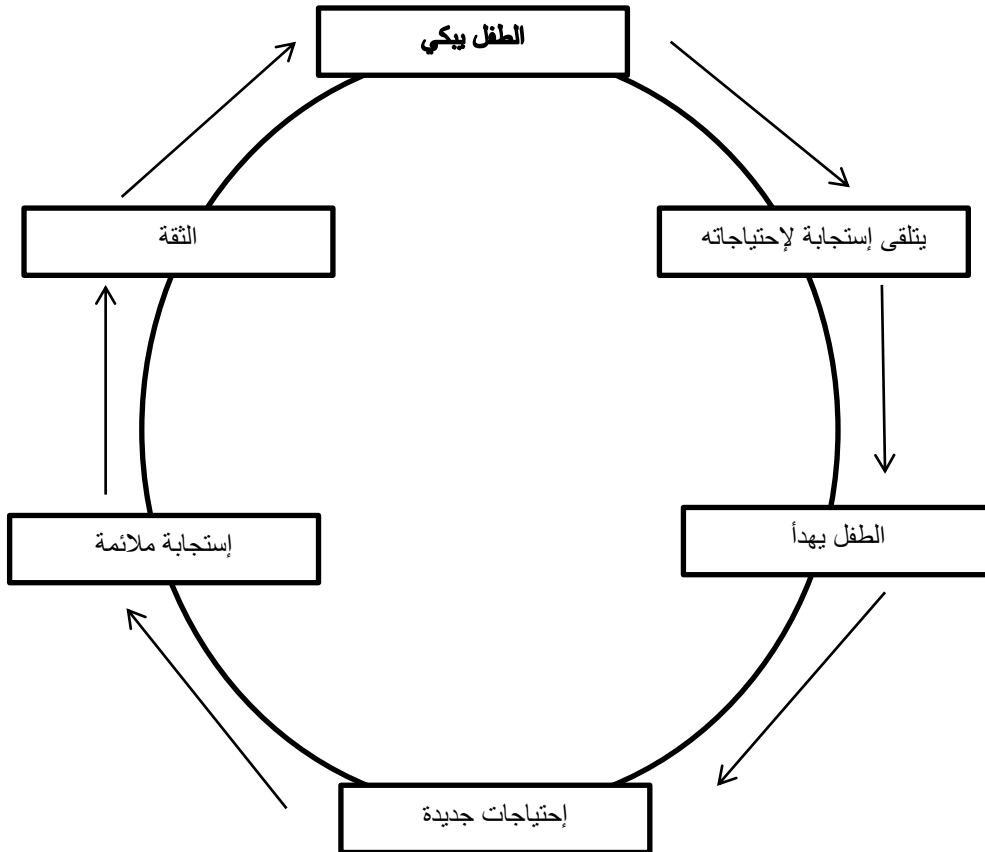 الطفل يبكي
يتلقى إستجابة لإحتياجاته
الطفل يهدأ
إحتياجات جديدة
إستجابة ملائمة
الثقة